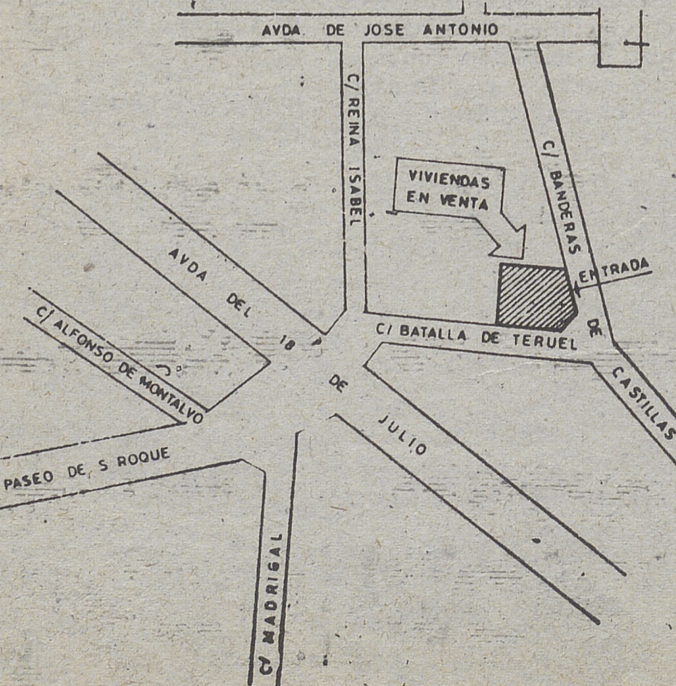 AVDA. DE JOSE ANTONIO
C/ REINA ISABEL
C/ BANDERAS DE CASTILLAS
VIVIENDAS
EN VENTA
ENTRADA
AVDA DEL 18 DE JULIO
C/ BATALLA DE TERUEL
C/ ALFONSO DE MONTALVO
PASEO DE S ROQUE
C/ MADRIGAL